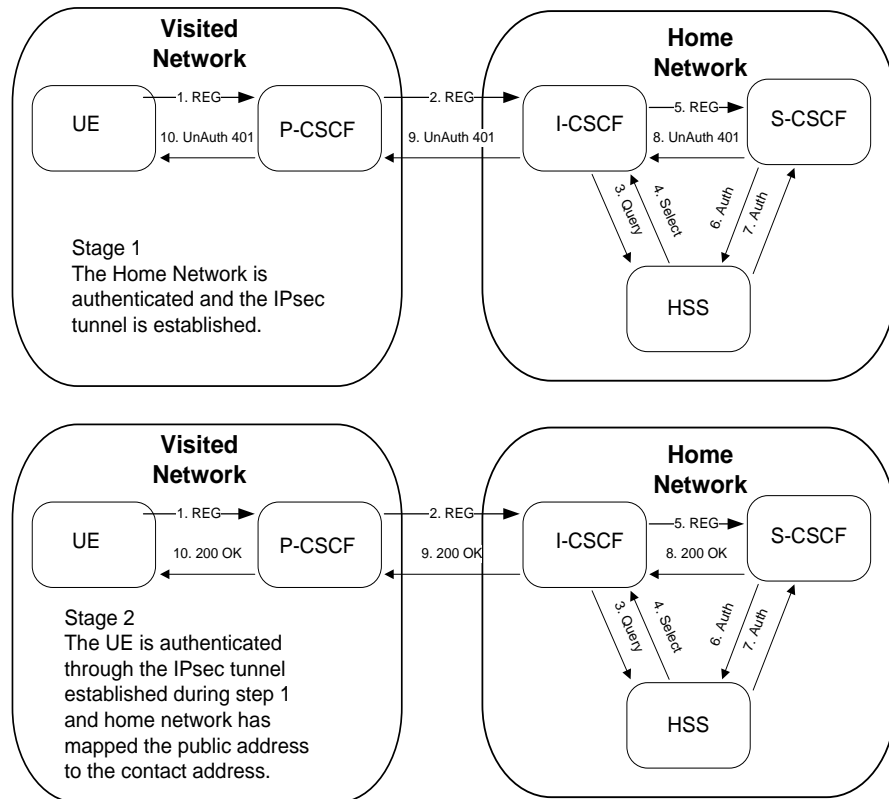 Visited
Network
Home
Network
UE
1. REG
P-CSCF
2. REG
I-CSCF
5. REG
S-CSCF
10. UnAuth 401
9. UnAuth 401
8. UnAuth 401
3. Query
4. Select
6. Auth
7. Auth
HSS
Stage 1
The Home Network is
authenticated and the IPsec
tunnel is established.
Visited
Network
Home
Network
UE
1. REG
P-CSCF
2. REG
I-CSCF
5. REG
S-CSCF
10. 200 OK
9. 200 OK
8. 200 OK
3. Query
4. Select
6. Auth
7. Auth
HSS
Stage 2
The UE is authenticated
through the IPsec tunnel
established during step 1
and home network has
mapped the public address
to the contact address.